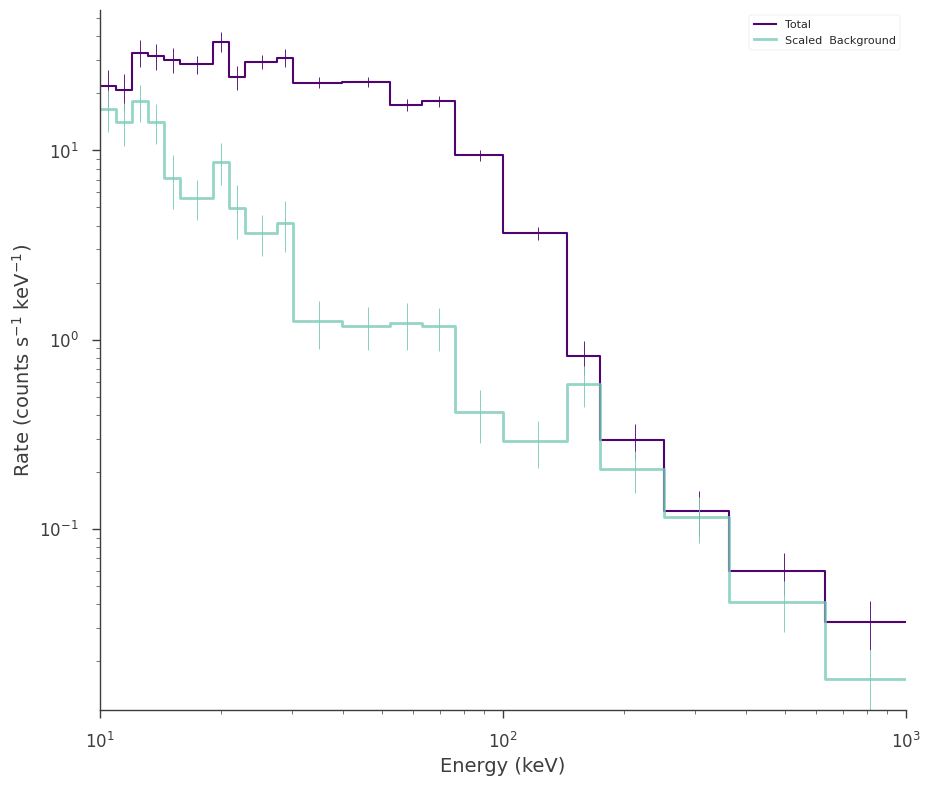 Total
Scaled  Background
10¹
10⁰
10⁻¹
Rate (counts s⁻¹ keV⁻¹)
10¹ 10² 10³
Energy (keV)